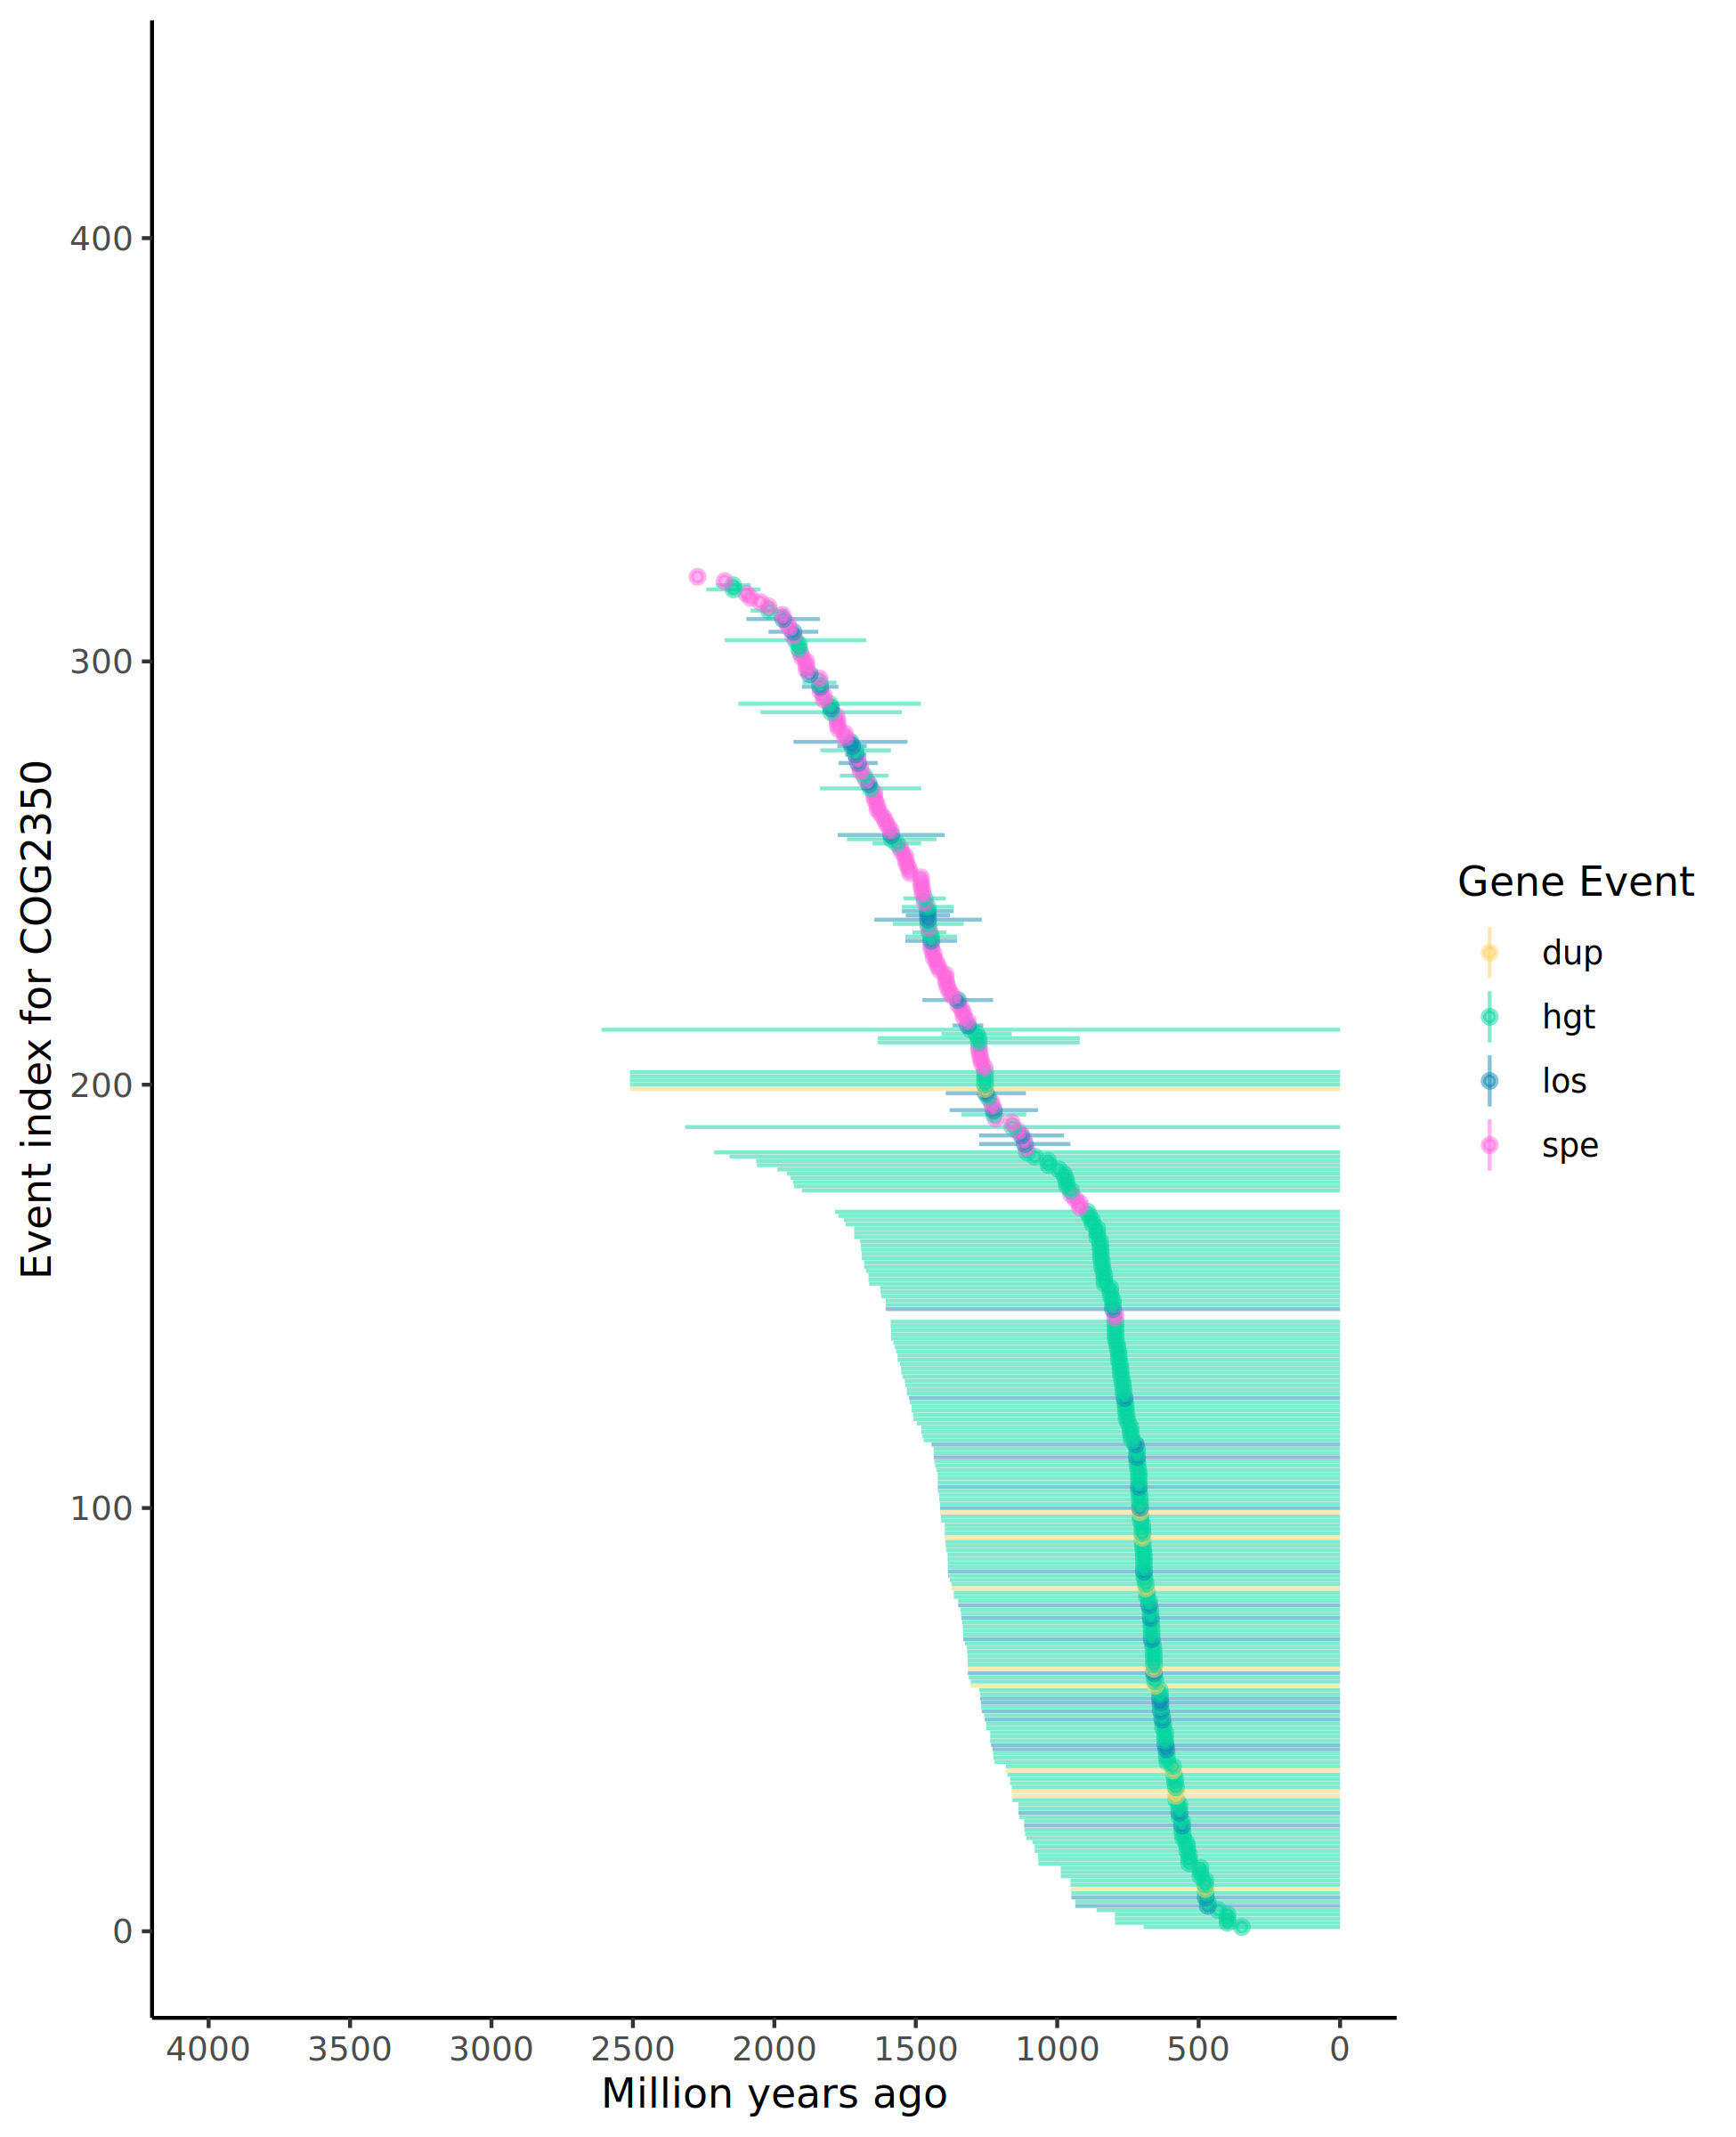 Event index for COG2350
400
300
200
100
0
4000 3500 3000 2500 2000 1500 1000 500 0
Million years ago
Gene Event
dup
hgt
los
spe